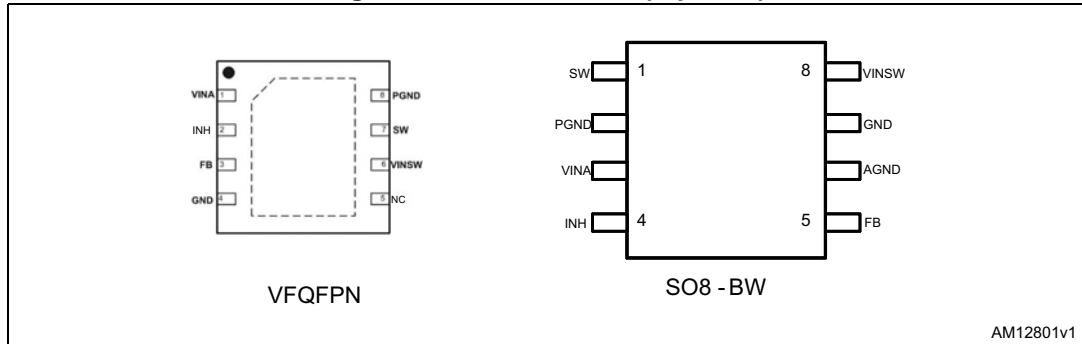 VINA 1
INH 2
FB 3
GND 4
8 PGND
7 SW
6 VINSW
5 NC
VFQFPN
SW 1
PGND
VINA
INH 4
8 VINSW
GND
AGND
5 FB
SO8 - BW
AM12801v1